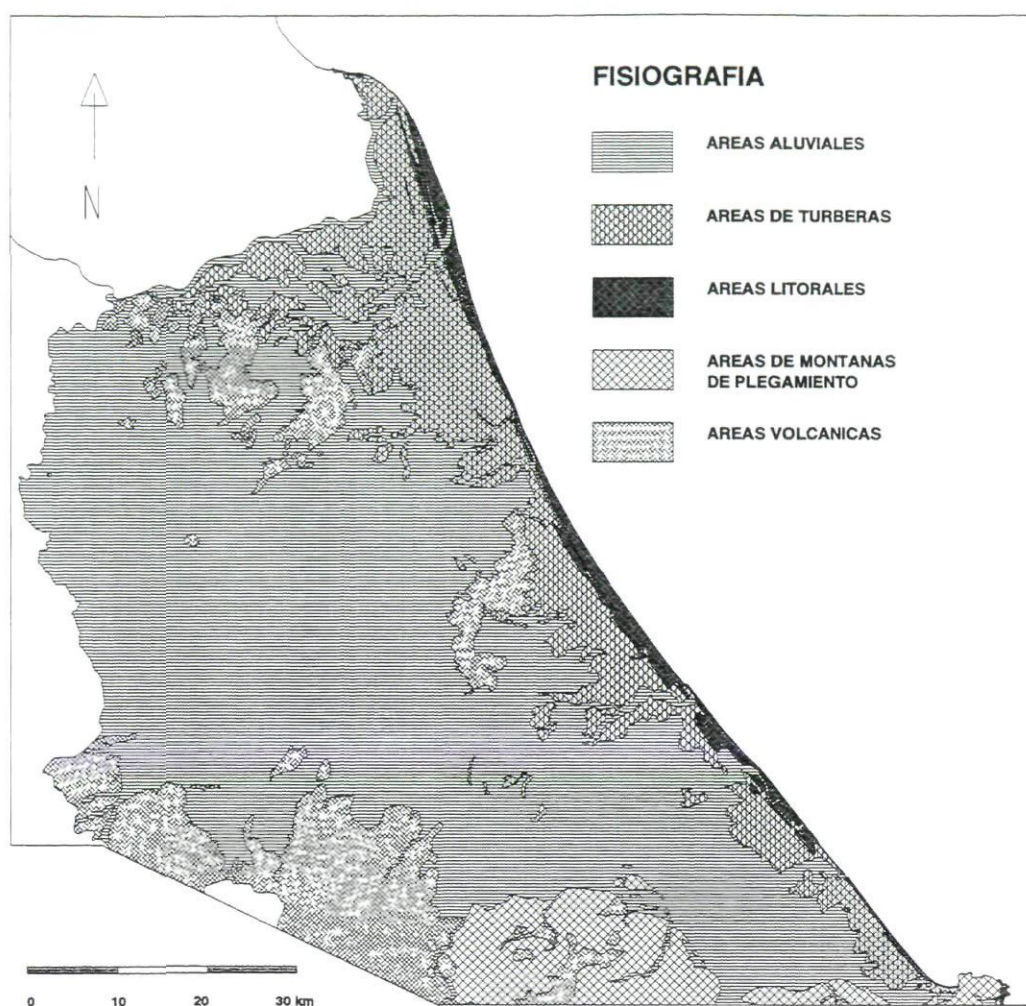 FISIOGRAFIA
AREAS ALUVIALES
AREAS DE TURBERAS
AREAS LITORALES
AREAS DE MONTANAS
DE PLEGAMIENTO
AREAS VOLCANICAS
N
0 10 20 30 km